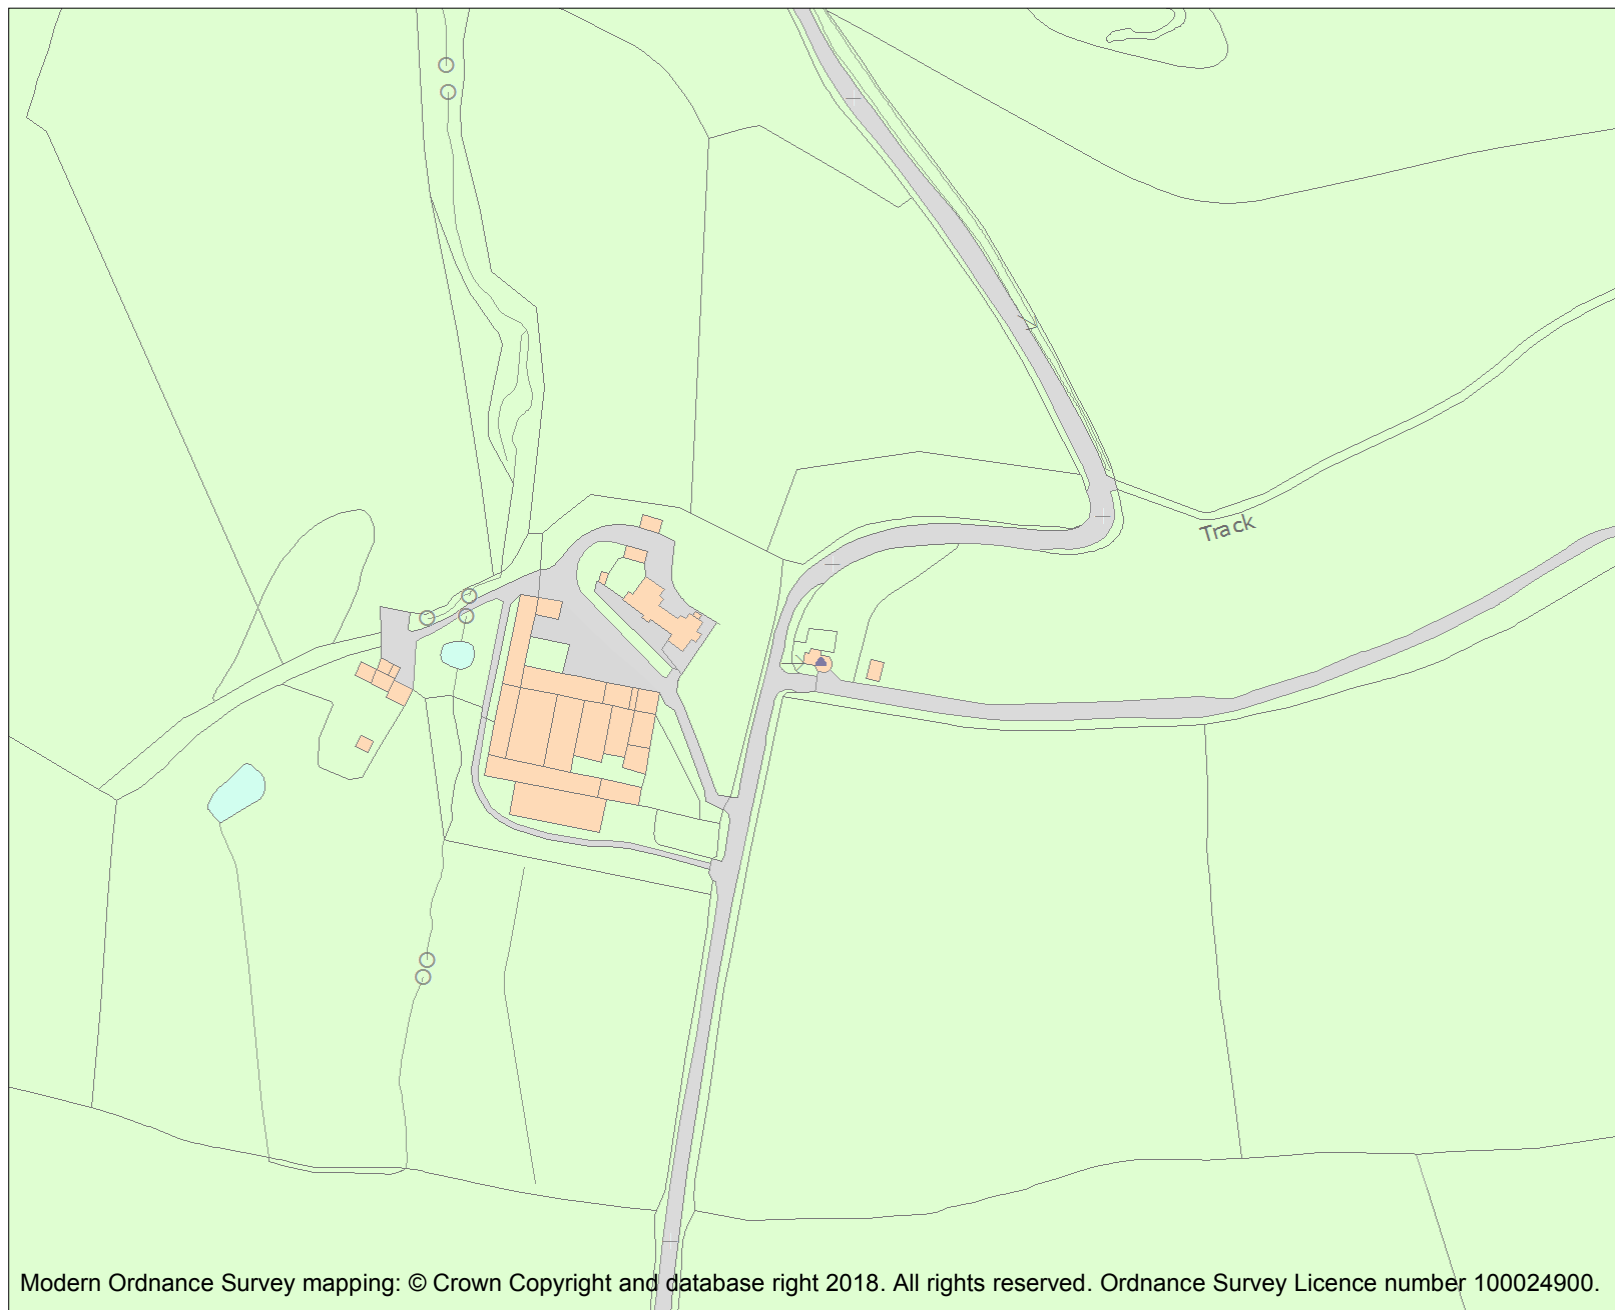 Track
Modern Ordnance Survey mapping: © Crown Copyright and database right 2018. All rights reserved. Ordnance Survey Licence number 100024900.